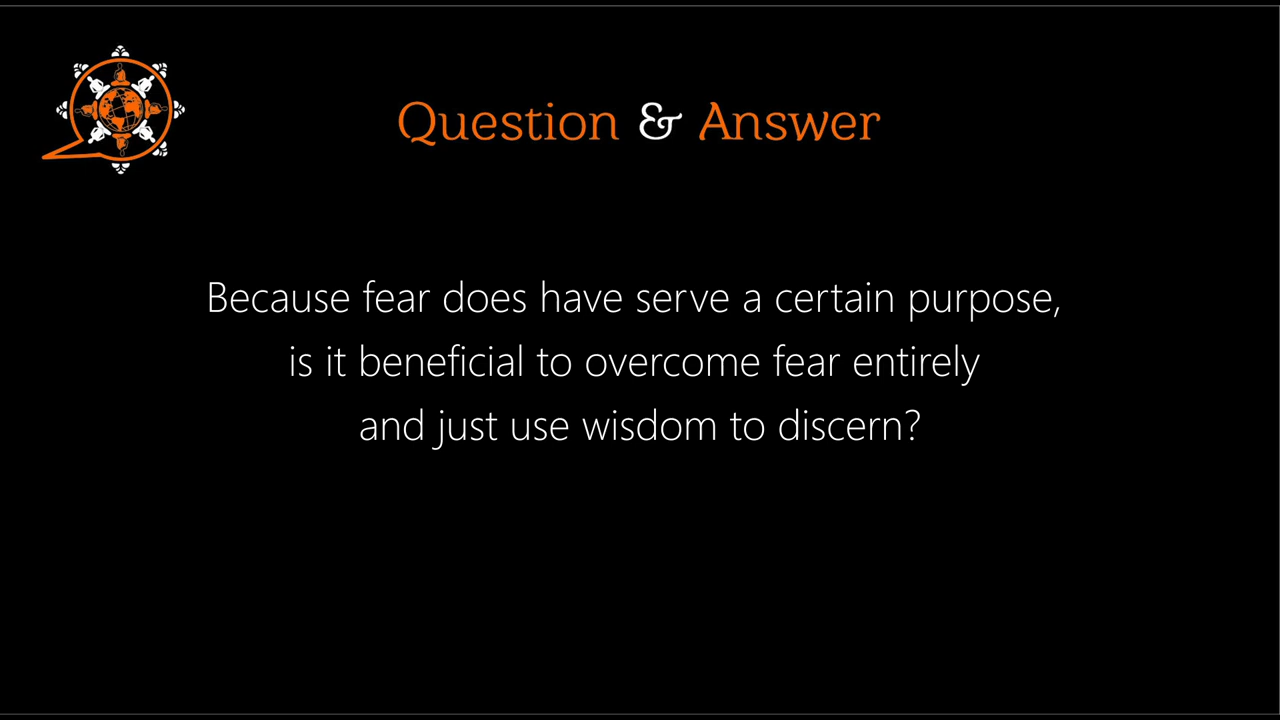 Question & Answer
Because fear does have serve a certain purpose,
is it beneficial to overcome fear entirely
and just use wisdom to discern?